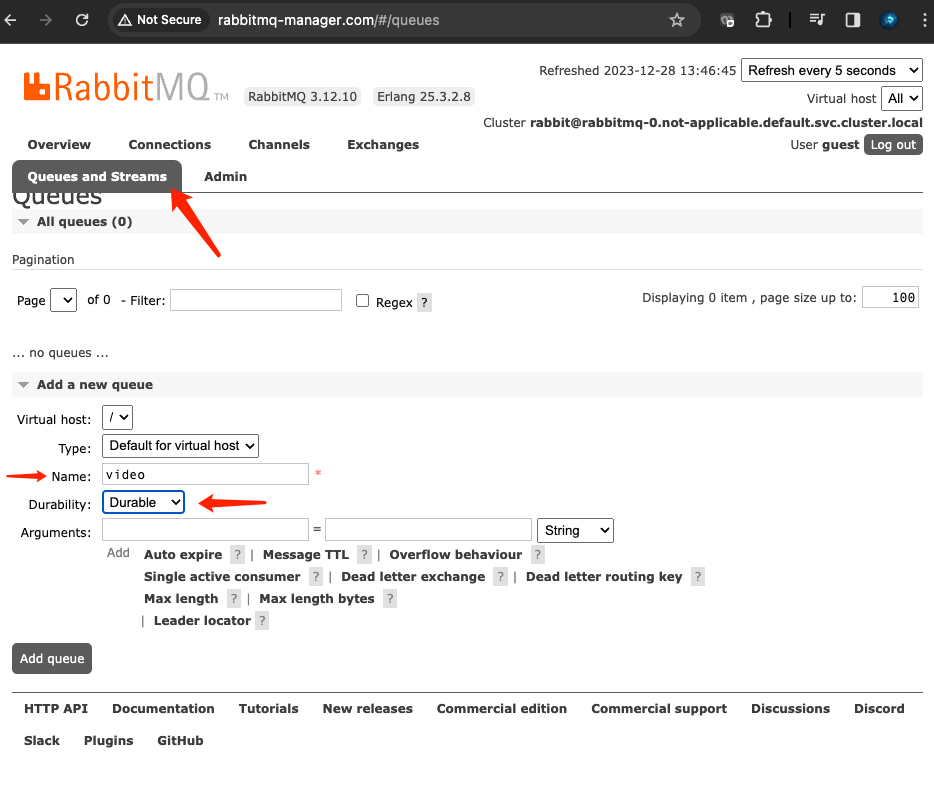 Not Secure rabbitmq-manager.com/#/queues
Refreshed 2023-12-28 13:46:45 Refresh every 5 seconds
RabbitMQ TM RabbitMQ 3.12.10 Erlang 25.3.2.8
Virtual host All
Cluster rabbit@rabbitmq-0.not-applicable.default.svc.cluster.local
Overview Connections Channels Exchanges User guest Log out
Queues and Streams Admin
Queues
All queues (0)
Pagination
Page of 0 - Filter: Regex ? Displaying 0 item , page size up to: 100
... no queues ...
Add a new queue
Virtual host: /
Type: Default for virtual host
Name: video *
Durability: Durable
Arguments: = String
Add Auto expire ? | Message TTL ? | Overflow behaviour ?
Single active consumer ? | Dead letter exchange ? | Dead letter routing key ?
Max length ? | Max length bytes ?
| Leader locator ?
Add queue
HTTP API Documentation Tutorials New releases Commercial edition Commercial support Discussions Discord
Slack Plugins GitHub